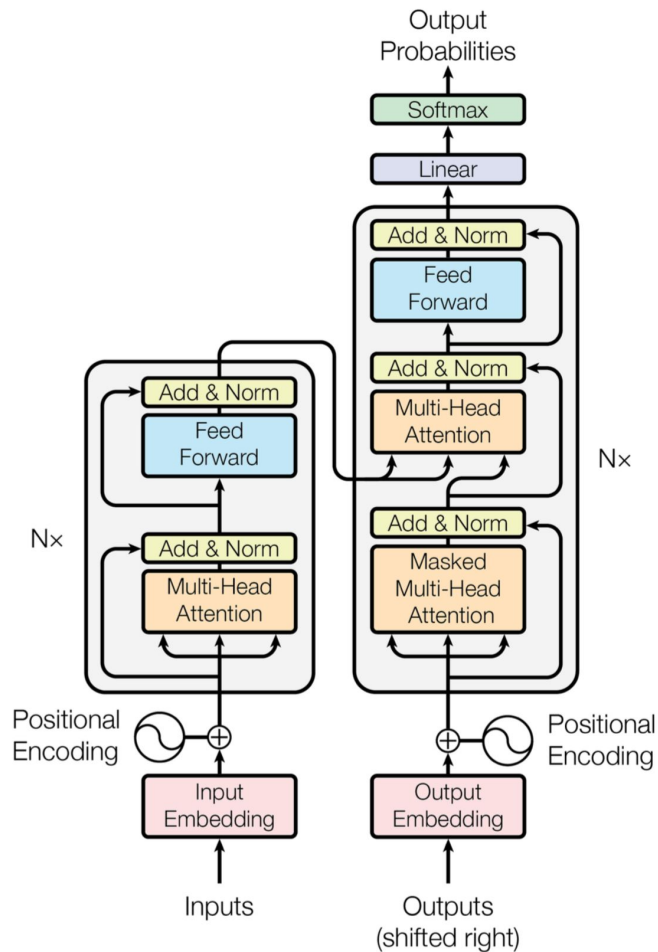 Output
Probabilities
Softmax
Linear
Add & Norm
Feed
Forward
Add & Norm
Multi-Head
Attention
Add & Norm
Masked
Multi-Head
Attention
N×
Add & Norm
Feed
Forward
Add & Norm
Multi-Head
Attention
N×
Positional
Encoding
Positional
Encoding
Input
Embedding
Output
Embedding
Inputs
Outputs
(shifted right)